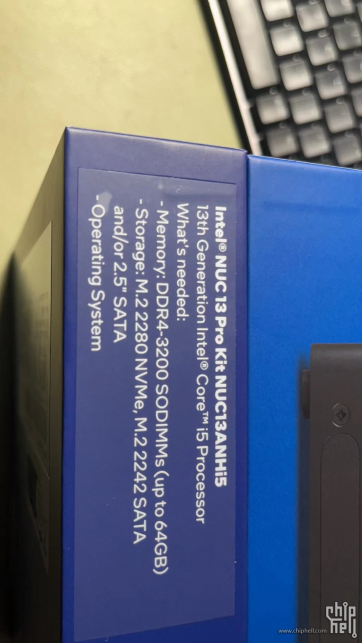 Intel® NUC 13 Pro Kit NUC13ANHi5
13th Generation Intel® Core™ i5 Processor
What's needed:
- Memory: DDR4-3200 SODIMMs (up to 64GB)
- Storage: M.2 2280 NVMe, M.2 2242 SATA
and/or 2.5" SATA
- Operating System
www.chiphell.com
chip
hell